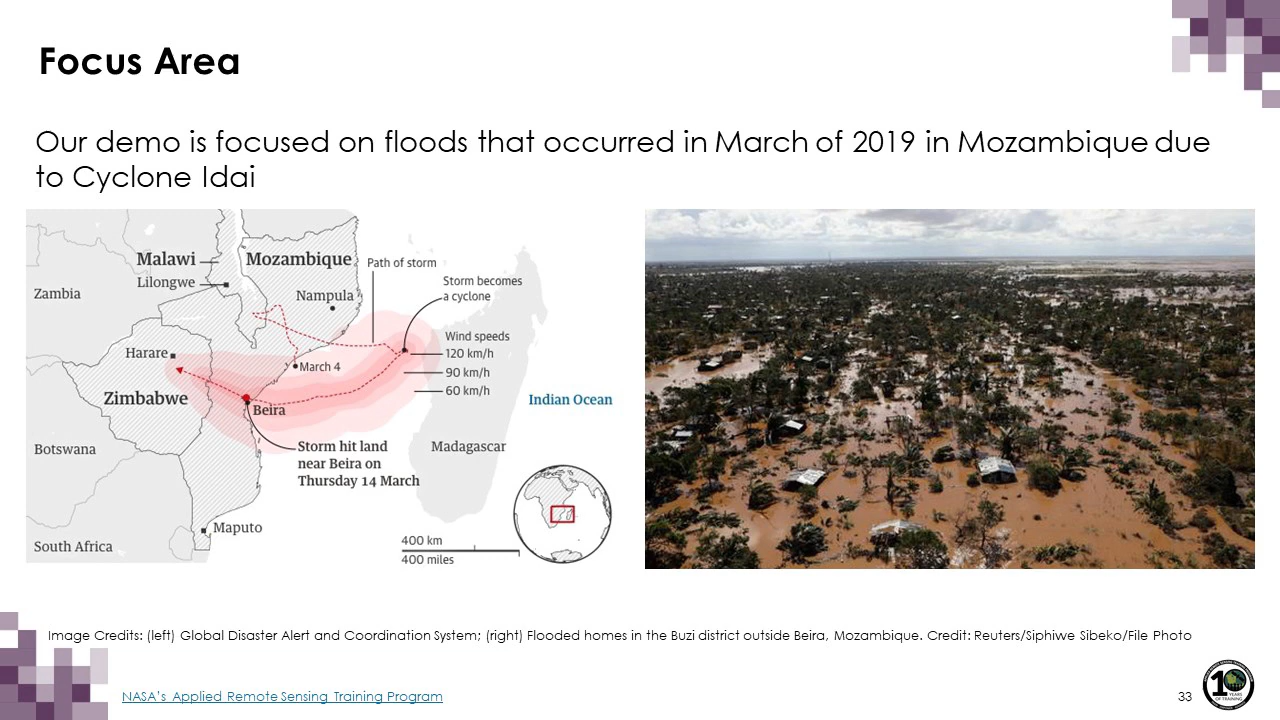 Focus Area
Our demo is focused on floods that occurred in March of 2019 in Mozambique due
to Cyclone Idai
Malawi
Mozambique
Path of storm
Lilongwe
Storm becomes
a cyclone
Zambia
Nampula
Wind speeds
Harare
120 km/h
March 4
90 km/h
60 km/h
Zimbabwe
Beira
Indian Ocean
Botswana
Storm hit land
near Beira on
Thursday 14 March
Madagascar
Maputo
South Africa
400 km
400 miles
Image Credits: (left) Global Disaster Alert and Coordination System; (right) Flooded homes in the Buzi district outside Beira, Mozambique. Credit: Reuters/Siphiwe Sibeko/File Photo
NASA’s Applied Remote Sensing Training Program
33
10
YEARS
OF TRAINING